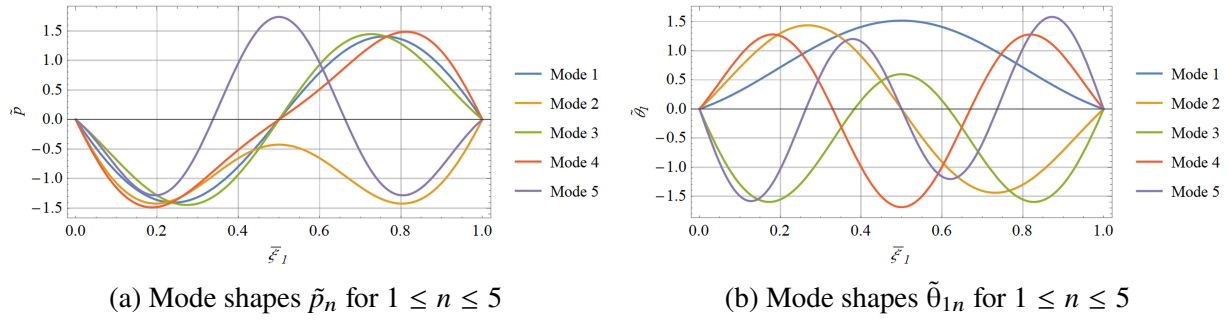 1.5
1.0
0.5
0.0
−0.5
−1.0
−1.5
p̃
0.0 0.2 0.4 0.6 0.8 1.0
ξ̄ 1
Mode 1
Mode 2
Mode 3
Mode 4
Mode 5
(a) Mode shapes p̃ₙ for 1 ≤ n ≤ 5
1.5
1.0
0.5
0.0
−0.5
−1.0
−1.5
θ̃₁
0.0 0.2 0.4 0.6 0.8 1.0
ξ̄ 1
Mode 1
Mode 2
Mode 3
Mode 4
Mode 5
(b) Mode shapes θ̃₁ₙ for 1 ≤ n ≤ 5